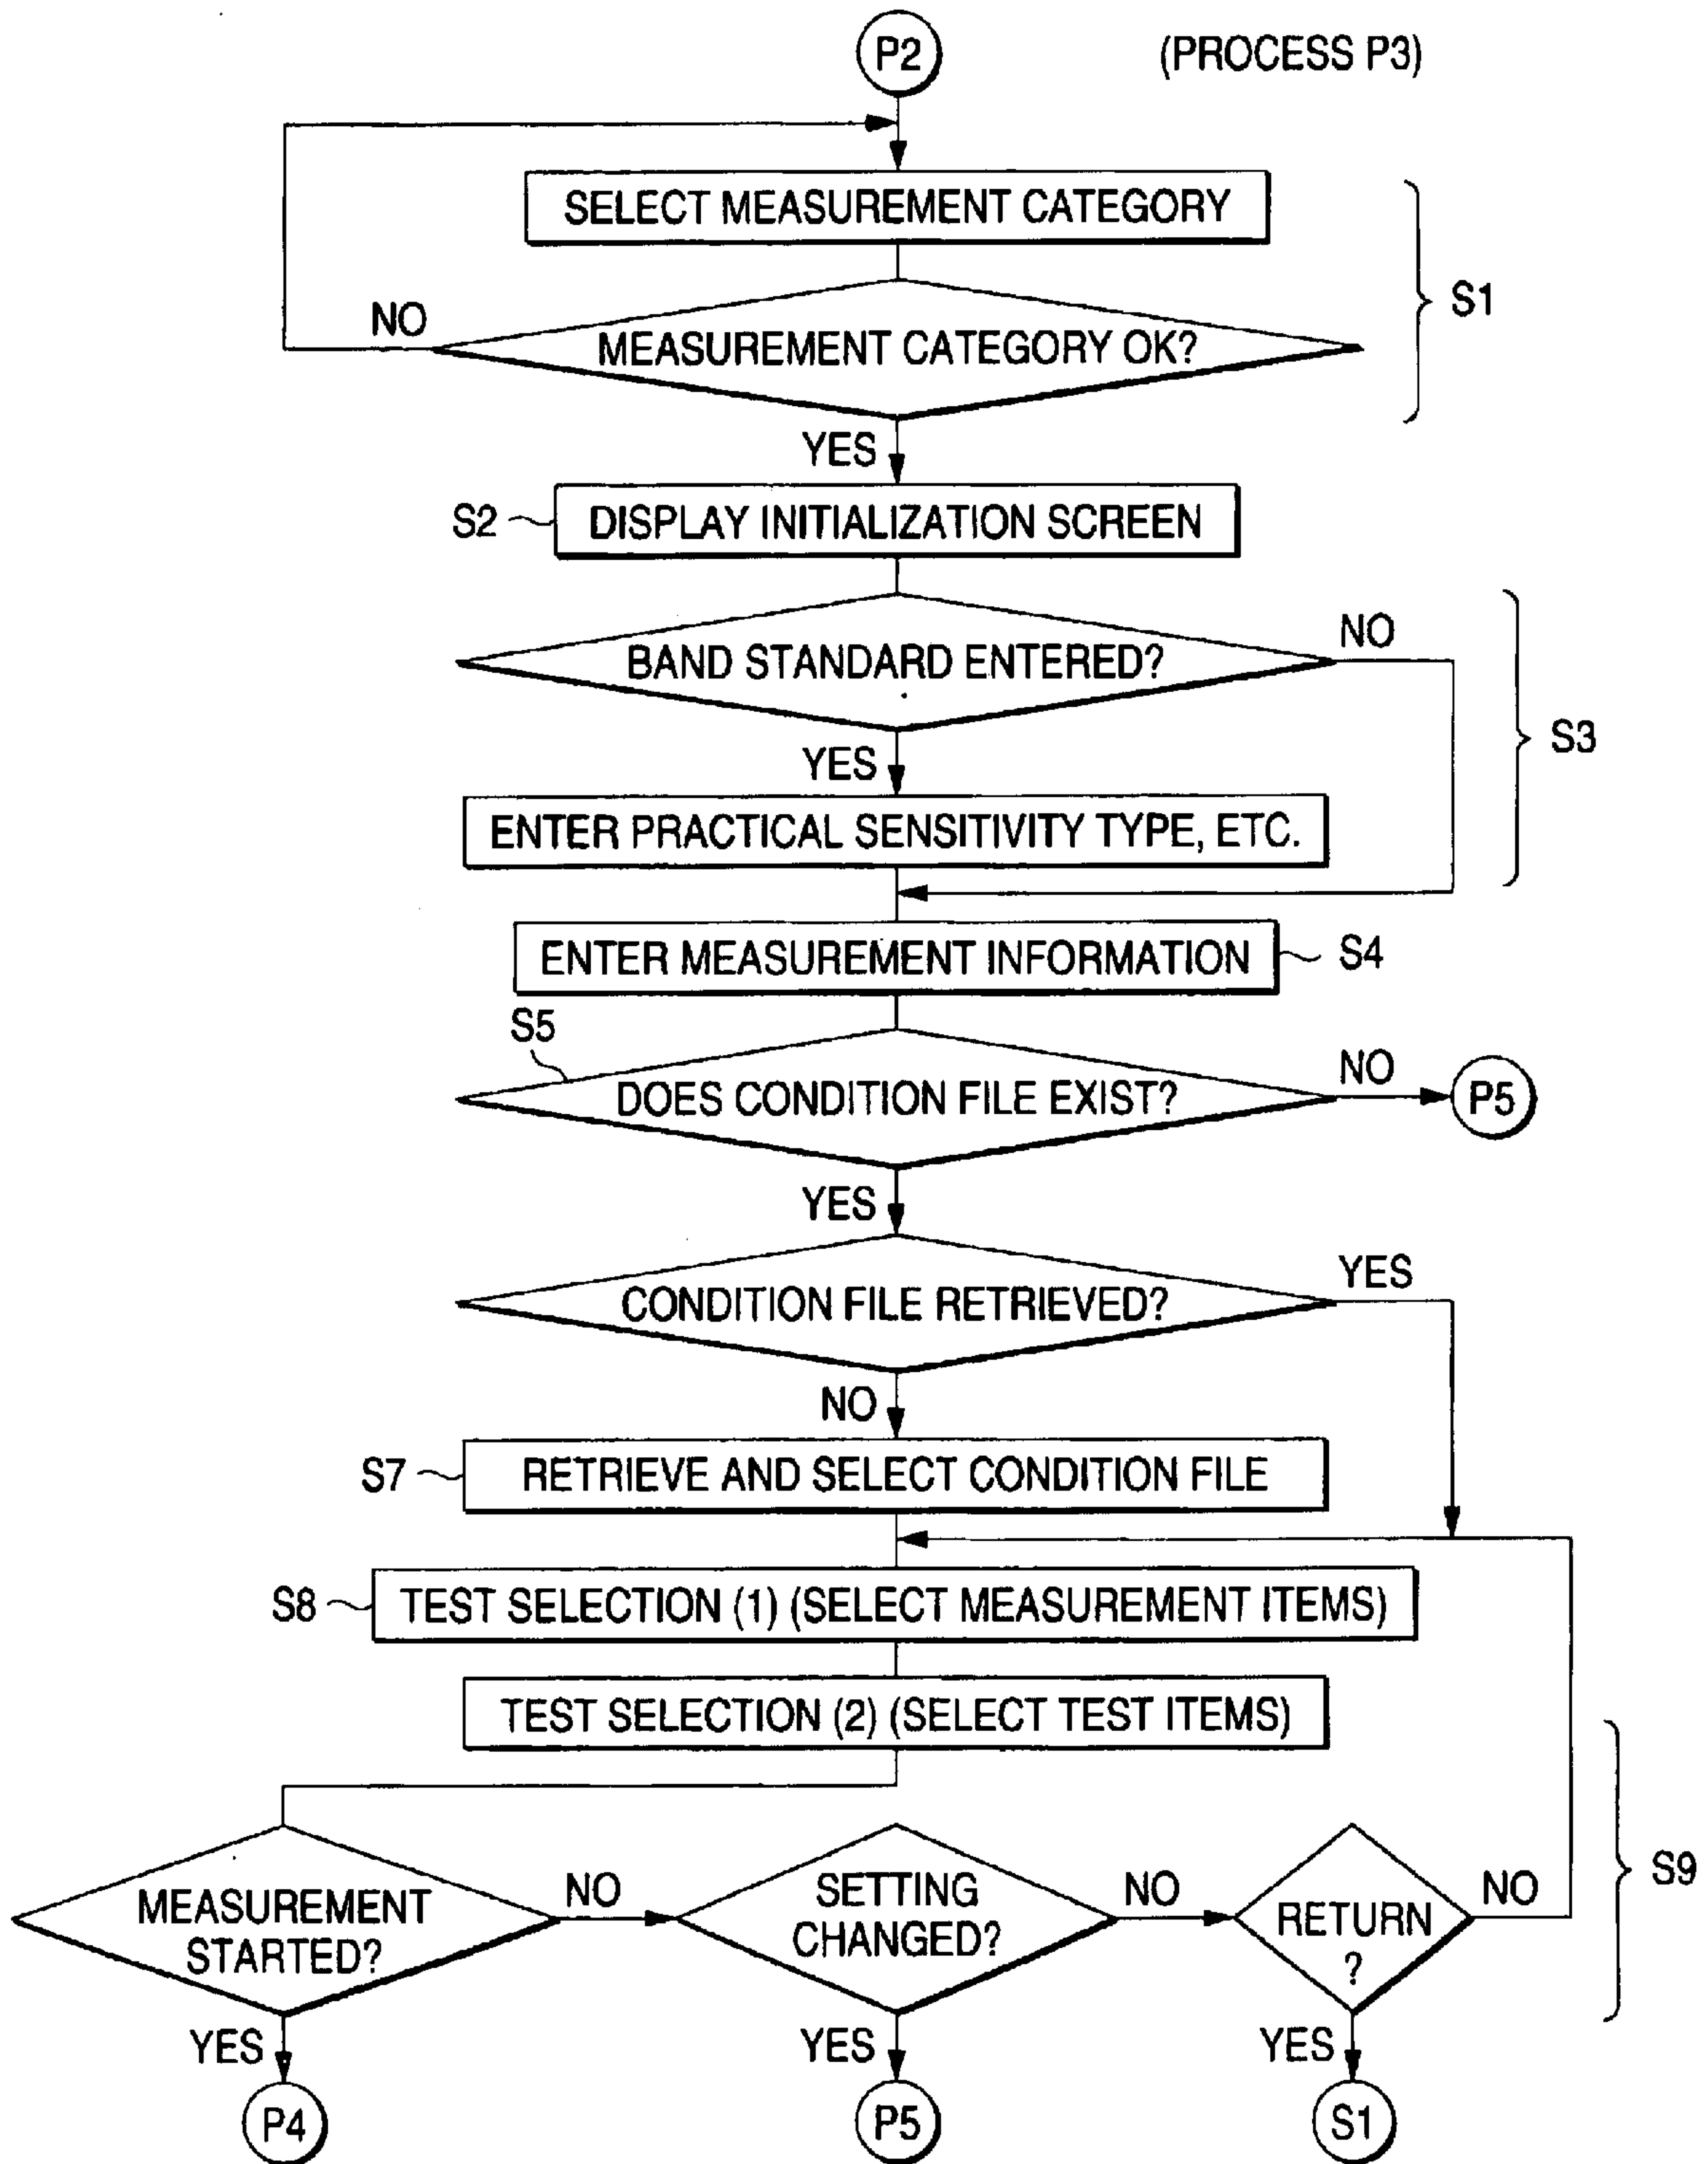 P2
(PROCESS P3)
SELECT MEASUREMENT CATEGORY
S1
NO
MEASUREMENT CATEGORY OK?
YES
S2
DISPLAY INITIALIZATION SCREEN
NO
BAND STANDARD ENTERED?
S3
YES
ENTER PRACTICAL SENSITIVITY TYPE, ETC.
ENTER MEASUREMENT INFORMATION
S4
S5
NO
DOES CONDITION FILE EXIST?
P5
YES
YES
CONDITION FILE RETRIEVED?
NO
S7
RETRIEVE AND SELECT CONDITION FILE
S8
TEST SELECTION (1) (SELECT MEASUREMENT ITEMS)
TEST SELECTION (2) (SELECT TEST ITEMS)
S9
MEASUREMENT
STARTED?
NO
SETTING
CHANGED?
NO
RETURN
?
NO
YES
YES
YES
P4
P5
S1